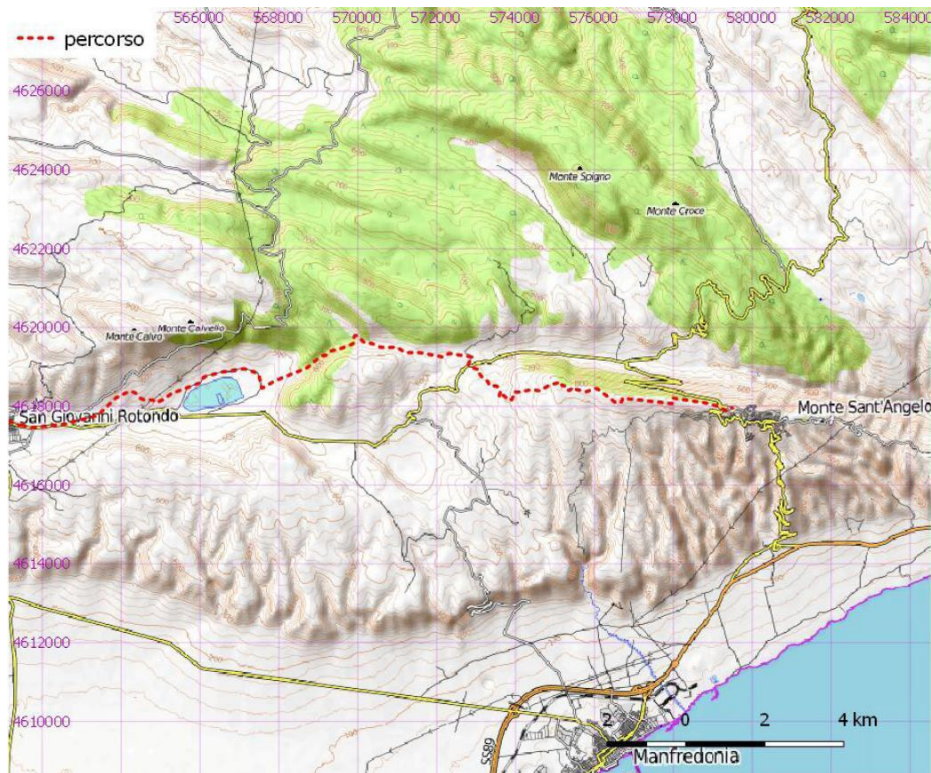 566000 568000 570000 572000 574000 576000 578000 580000 582000 584000
percorso
4626000
4624000
Monte Spigno
Monte Croce
4622000
4620000
Monte Calvo
Monte Calvello
4618000
San Giovanni Rotondo
Monte Sant'Angelo
4616000
4614000
4612000
4610000
SS89
2 0 2 4 km
Manfredonia